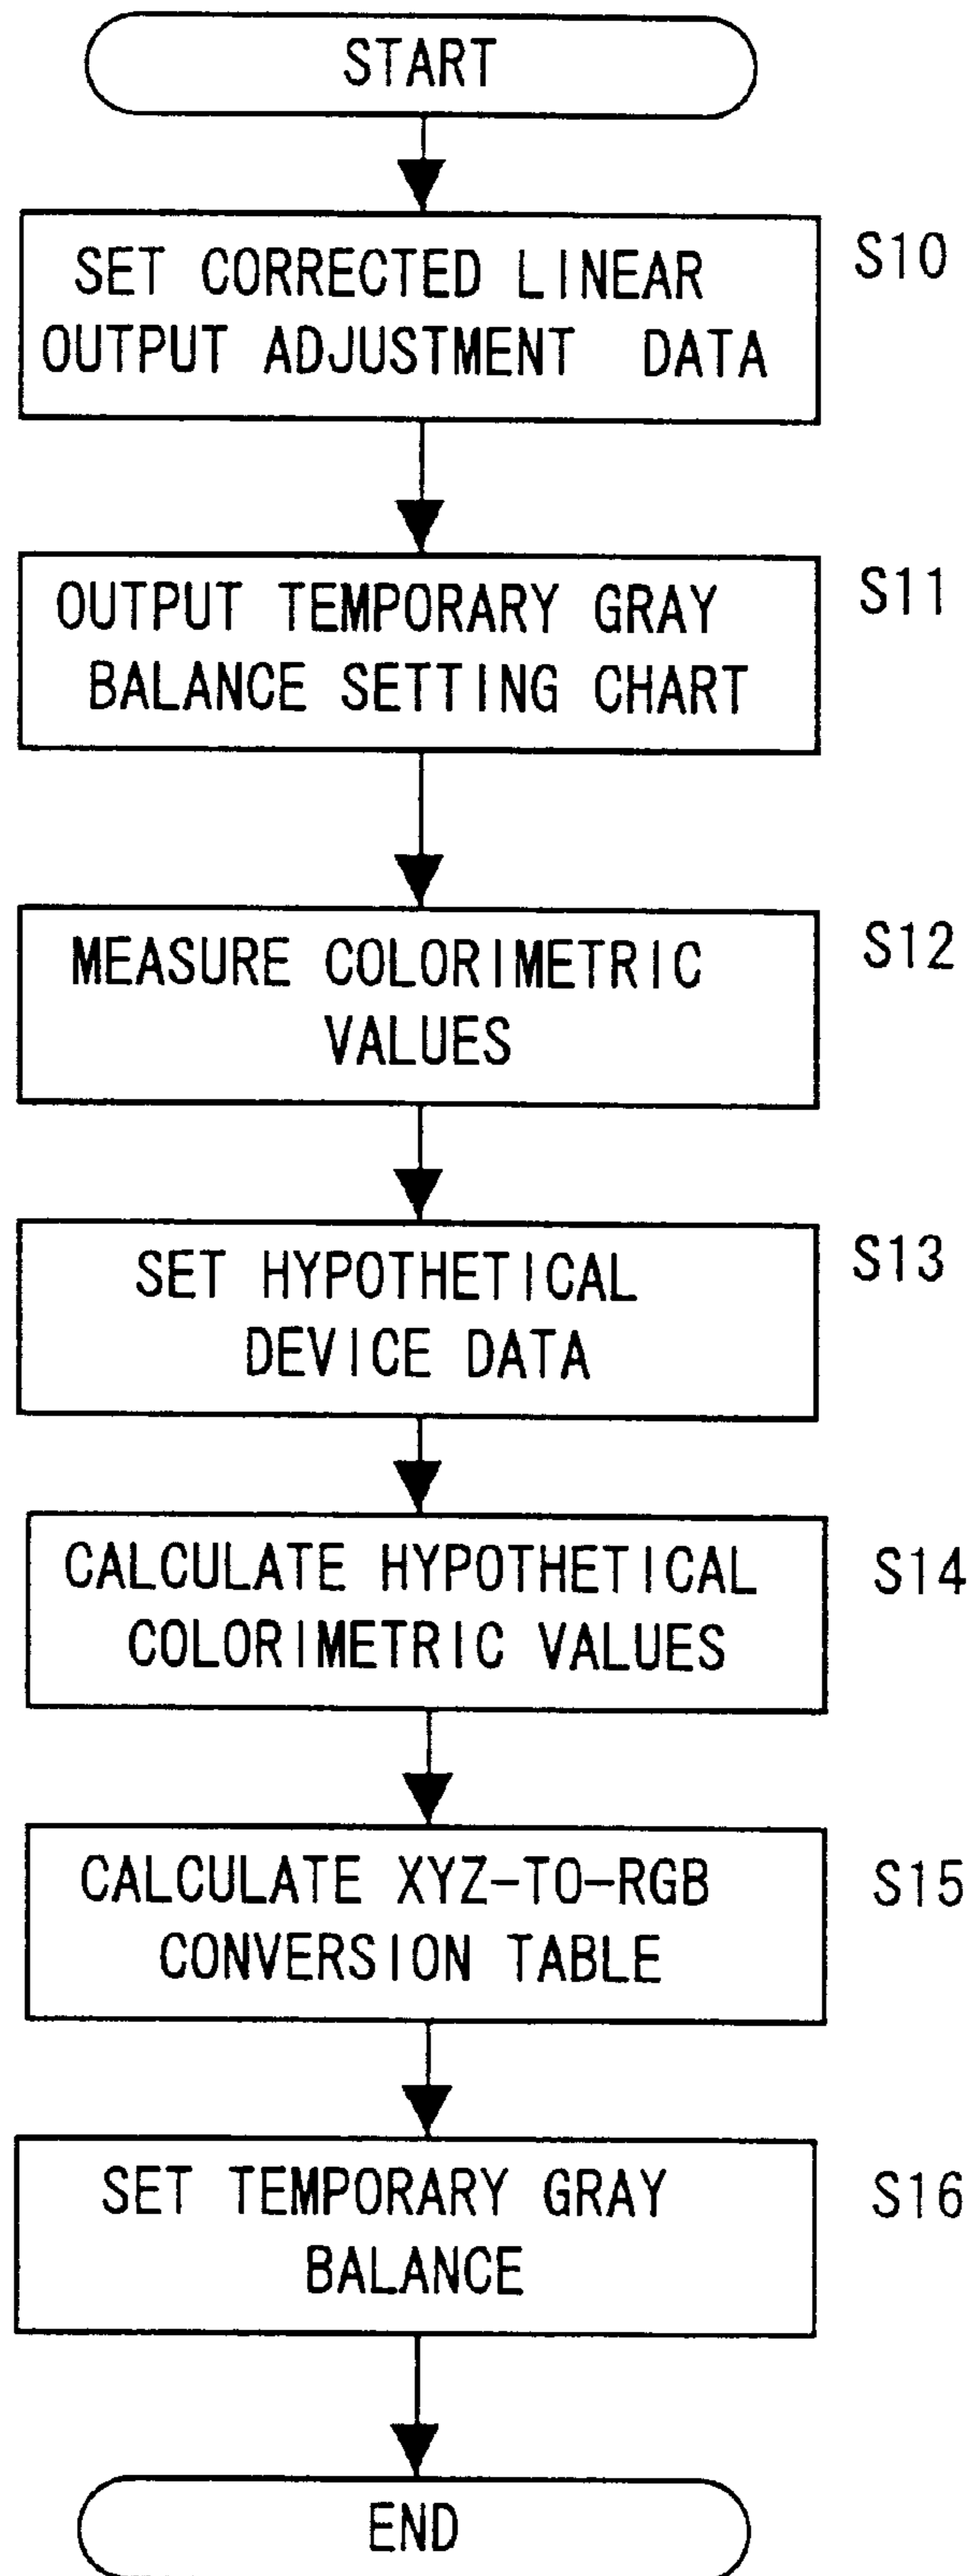 START
SET CORRECTED LINEAR
OUTPUT ADJUSTMENT DATA
S10
OUTPUT TEMPORARY GRAY
BALANCE SETTING CHART
S11
MEASURE COLORIMETRIC
VALUES
S12
SET HYPOTHETICAL
DEVICE DATA
S13
CALCULATE HYPOTHETICAL
COLORIMETRIC VALUES
S14
CALCULATE XYZ-TO-RGB
CONVERSION TABLE
S15
SET TEMPORARY GRAY
BALANCE
S16
END